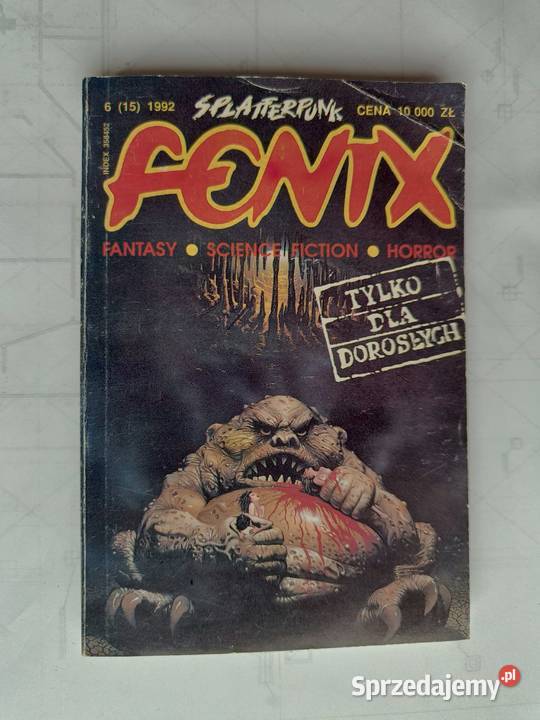 6 (15) 1992 SPLATTERPUNK CENA 10 000 ZŁ
INDEX 358452
FENIX
FANTASY • SCIENCE FICTION • HORROR
TYLKO
DLA
DOROSŁYCH
Sprzedajemy.pl